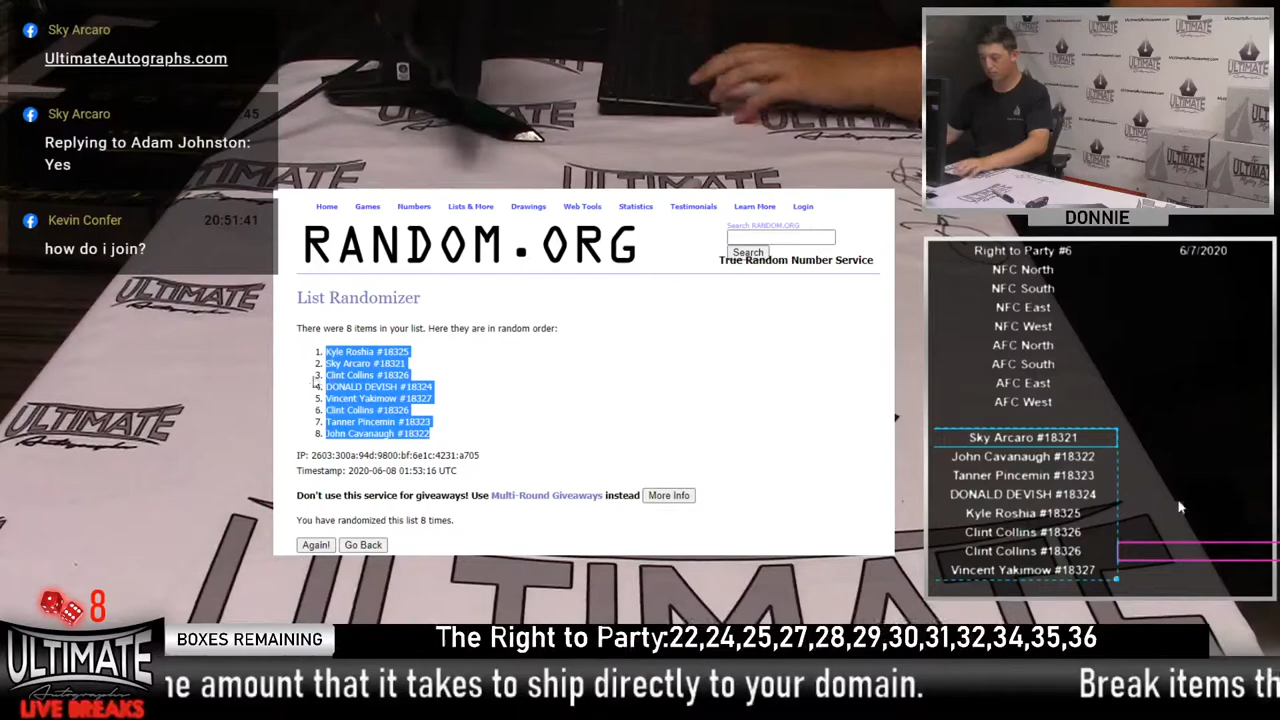 Sky Arcaro
UltimateAutographs.com
Sky Arcaro
45
Replying to Adam Johnston:
Yes
Kevin Confer 20:51:41
how do i join?
Home Games Numbers Lists & More Drawings Web Tools Statistics Testimonials Learn More Login
RANDOM.ORG
Search RANDOM.ORG
Search
True Random Number Service
List Randomizer
There were 8 items in your list. Here they are in random order:
1. Kyle Roshia #18325
2. Sky Arcaro #18321
3. Clint Collins #18326
4. DONALD DEVISH #18324
5. Vincent Yakimow #18327
6. Clint Collins #18326
7. Tanner Pincemin #18323
8. John Cavanaugh #18322
IP: 2603:300a:94d:9800:bf:6e1c:4231:a705
Timestamp: 2020-06-08 01:53:16 UTC
Don't use this service for giveaways! Use Multi-Round Giveaways instead More Info
You have randomized this list 8 times.
Again! Go Back
DONNIE
Right to Party #6 6/7/2020
NFC North
NFC South
NFC East
NFC West
AFC North
AFC South
AFC East
AFC West
Sky Arcaro #18321
John Cavanaugh #18322
Tanner Pincemin #18323
DONALD DEVISH #18324
Kyle Roshia #18325
Clint Collins #18326
Clint Collins #18326
Vincent Yakimow #18327
8
ULTIMATE
Autographs
LIVE BREAKS
BOXES REMAINING
The Right to Party:22,24,25,27,28,29,30,31,32,34,35,36
ne amount that it takes to ship directly to your domain. Break items th
ULTIMATE